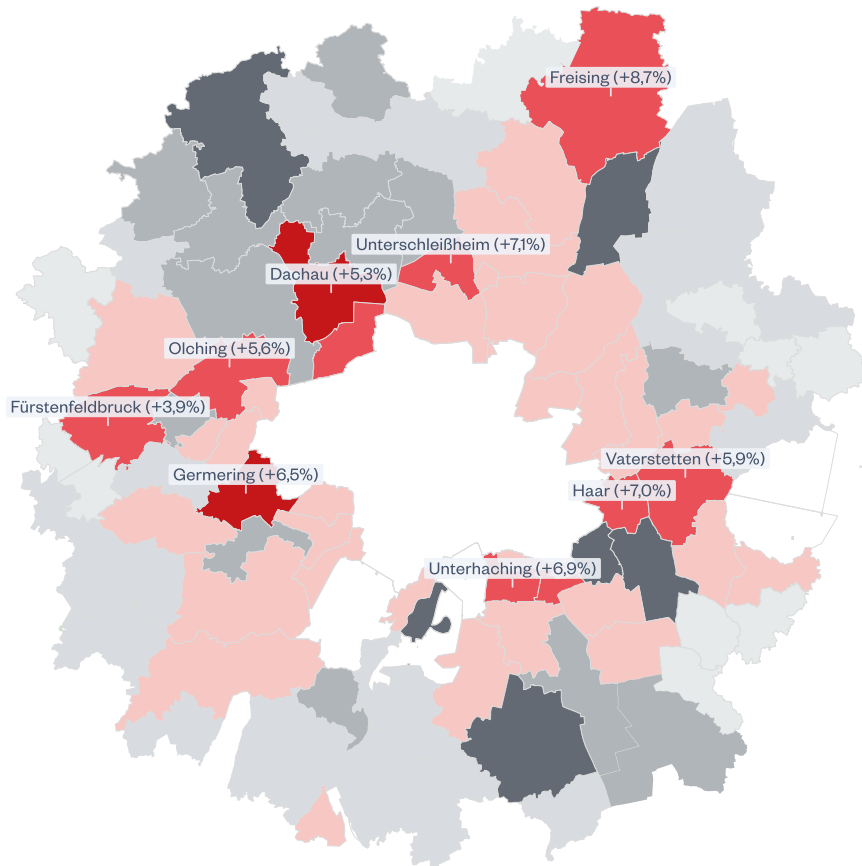 Freising (+8,7%)
Unterschleißheim (+7,1%)
Dachau (+5,3%)
Olching (+5,6%)
Fürstenfeldbruck (+3,9%)
Vaterstetten (+5,9%)
Germering (+6,5%)
Haar (+7,0%)
Unterhaching (+6,9%)